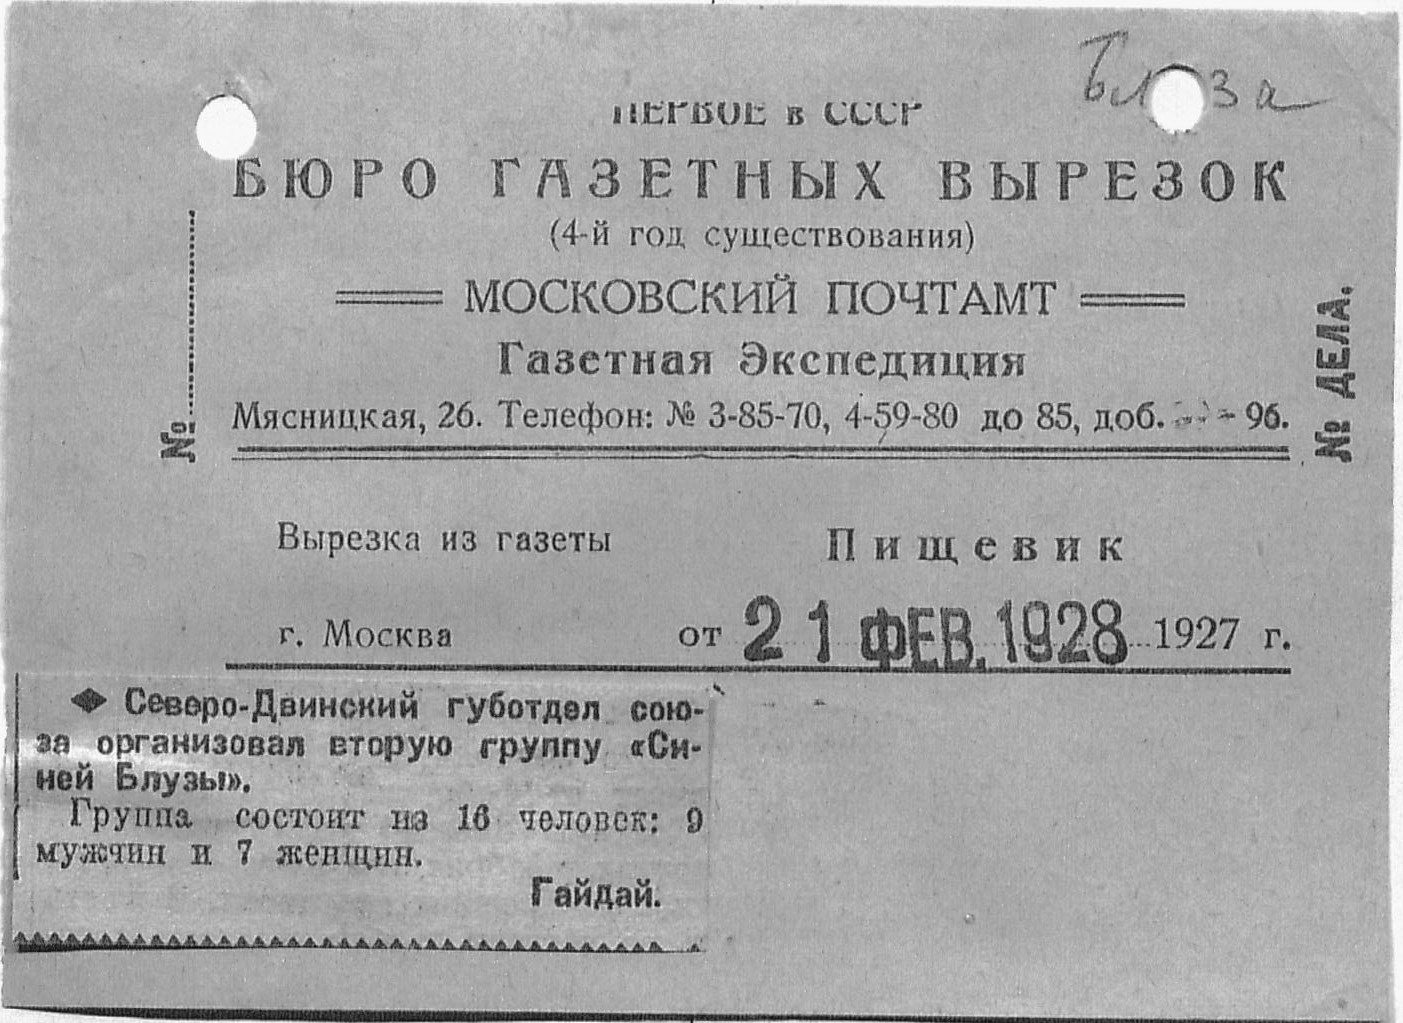 ПЕРВОЕ в СССР
БЮРО ГАЗЕТНЫХ ВЫРЕЗОК
(4-й год существования)
МОСКОВСКИЙ ПОЧТАМТ
Газетная Экспедиция
Мясницкая, 26. Телефон: № 3-85-70, 4-59-80 до 85, доб. 96.
№
№ ДЕЛА.
Вырезка из газеты Пищевик
г. Москва от 21 ФЕВ. 1928 1927 г.
◆ Северо-Двинский губотдел сою-
за организовал вторую группу «Си-
ней Блузы».
Группа состоит из 16 человек: 9
мужчин и 7 женщин.
Гайдай.